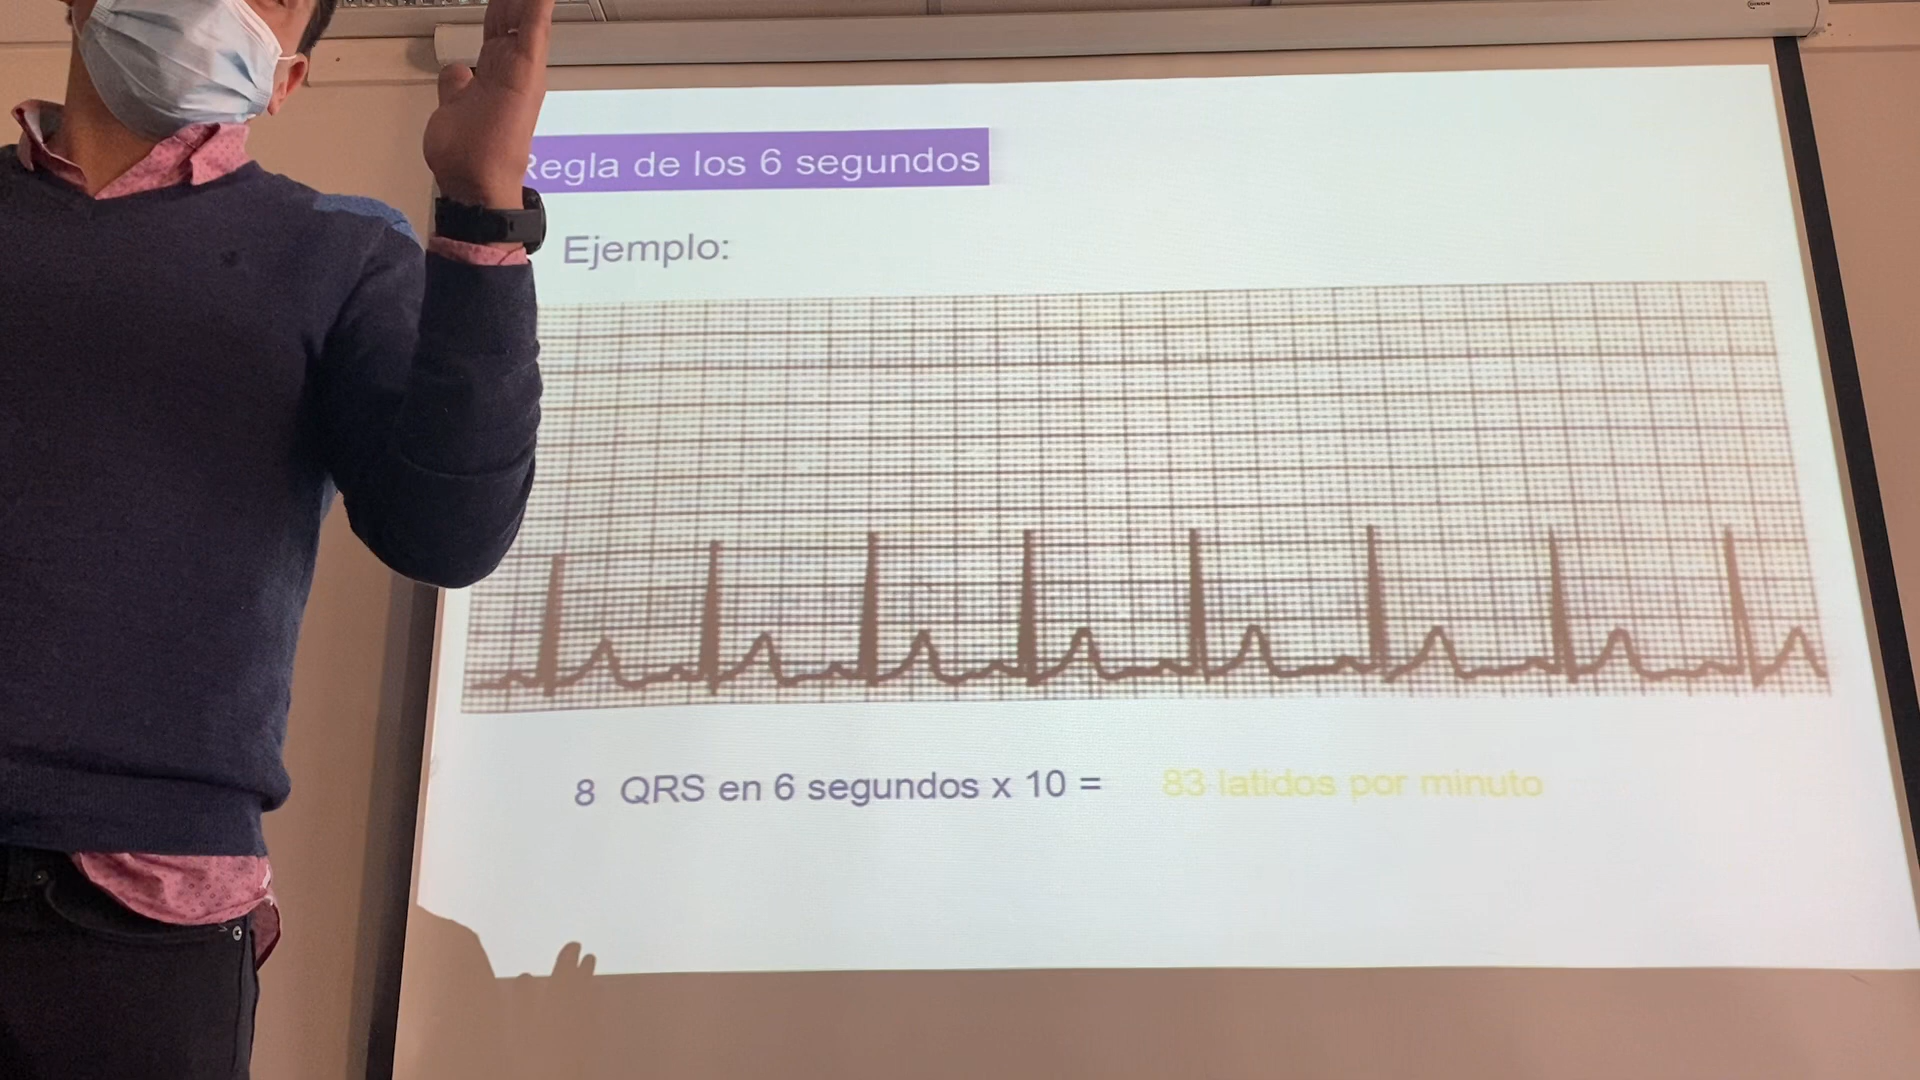 Regla de los 6 segundos
Ejemplo:
8 QRS en 6 segundos x 10 = 83 latidos por minuto